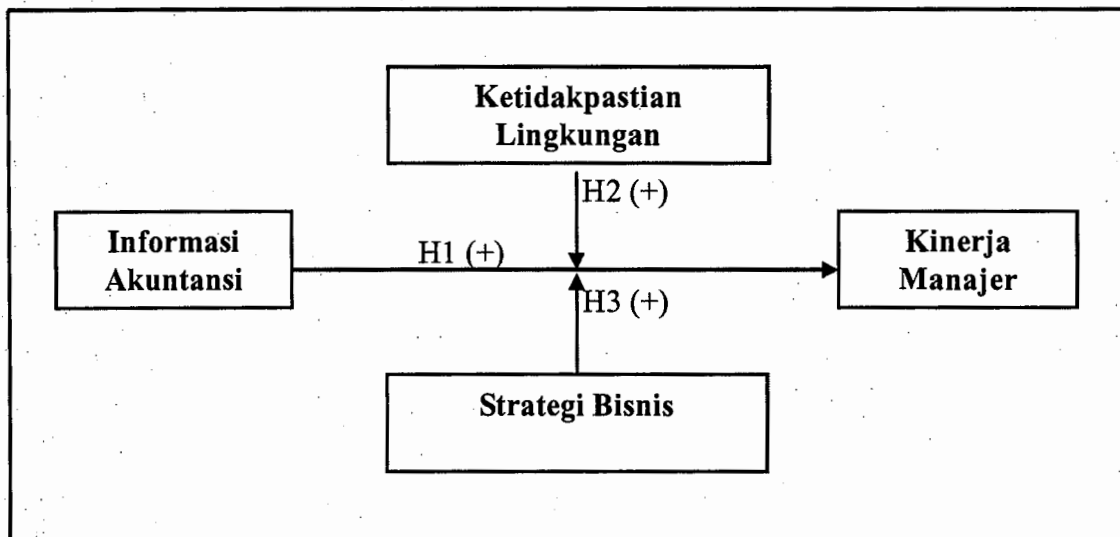 Ketidakpastian
Lingkungan
H2 (+)
Informasi
Akuntansi
H1 (+)
Kinerja
Manajer
H3 (+)
Strategi Bisnis